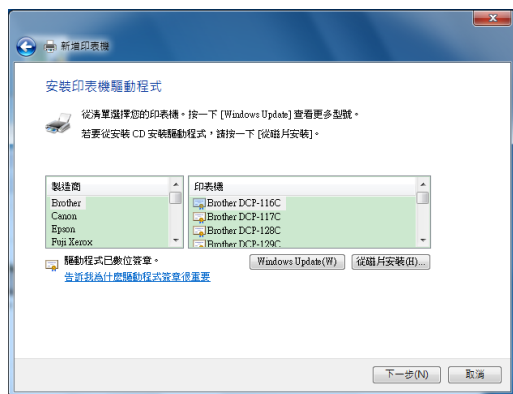 新增印表機
安裝印表機驅動程式
從清單選擇您的印表機。按一下 [Windows Update] 查看更多型號。
若要從安裝 CD 安裝驅動程式，請按一下 [從磁片安裝]。
製造商
Brother
Canon
Epson
Fuji Xerox
印表機
Brother DCP-116C
Brother DCP-117C
Brother DCP-128C
Brother DCP-129C
驅動程式已數位簽章。
告訴我為什麼驅動程式簽章很重要
Windows Update(W)
從磁片安裝(H)...
下一步(N)
取消